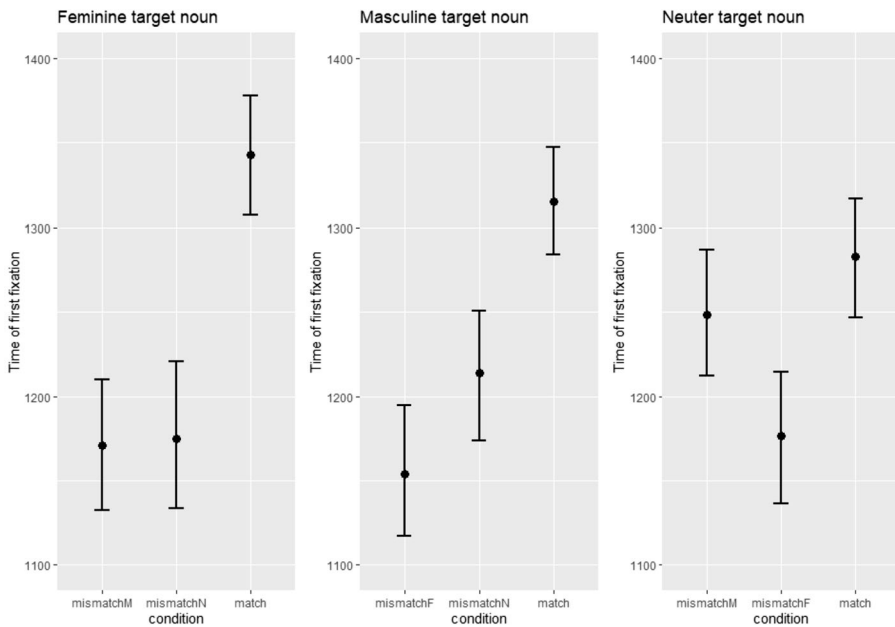 Feminine target noun
1400
1300
1200
1100
Time of first fixation
mismatchM mismatchN match
condition
Masculine target noun
1400
1300
1200
1100
Time of first fixation
mismatchF mismatchN match
condition
Neuter target noun
1400
1300
1200
1100
Time of first fixation
mismatchM mismatchF match
condition